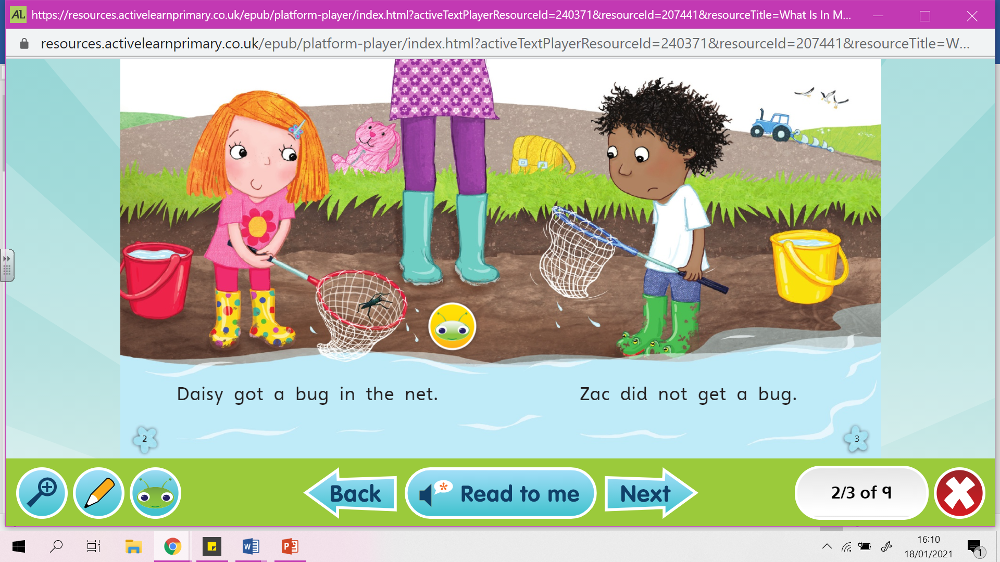 AL https://resources.activelearnprimary.co.uk/epub/platform-player/index.html?activeTextPlayerResourceId=240371&resourceId=207441&resourceTitle=What Is In M...
resources.activelearnprimary.co.uk/epub/platform-player/index.html?activeTextPlayerResourceId=240371&resourceId=207441&resourceTitle=W...
Daisy got a bug in the net.
Zac did not get a bug.
2
3
Back
Read to me
Next
2/3 of 9
16:10
18/01/2021
1